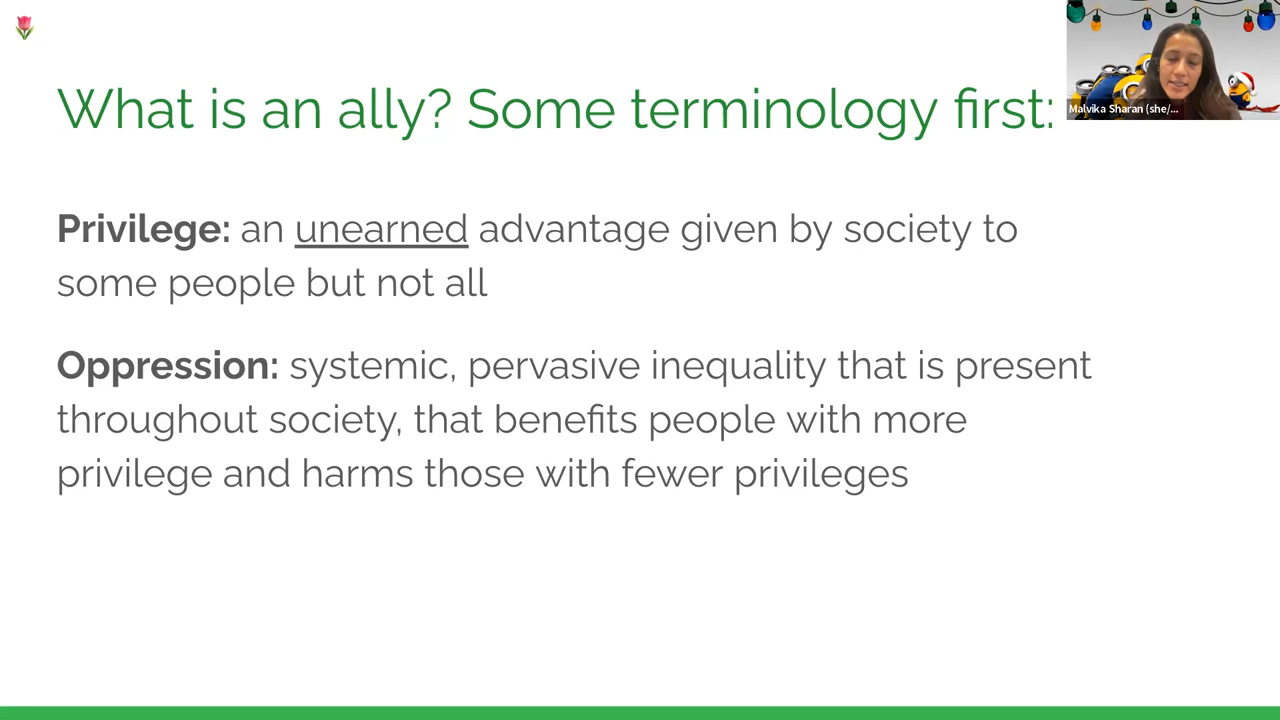 What is an ally? Some terminology first:
Malvika Sharan (she/...
Privilege: an unearned advantage given by society to
some people but not all
Oppression: systemic, pervasive inequality that is present
throughout society, that benefits people with more
privilege and harms those with fewer privileges